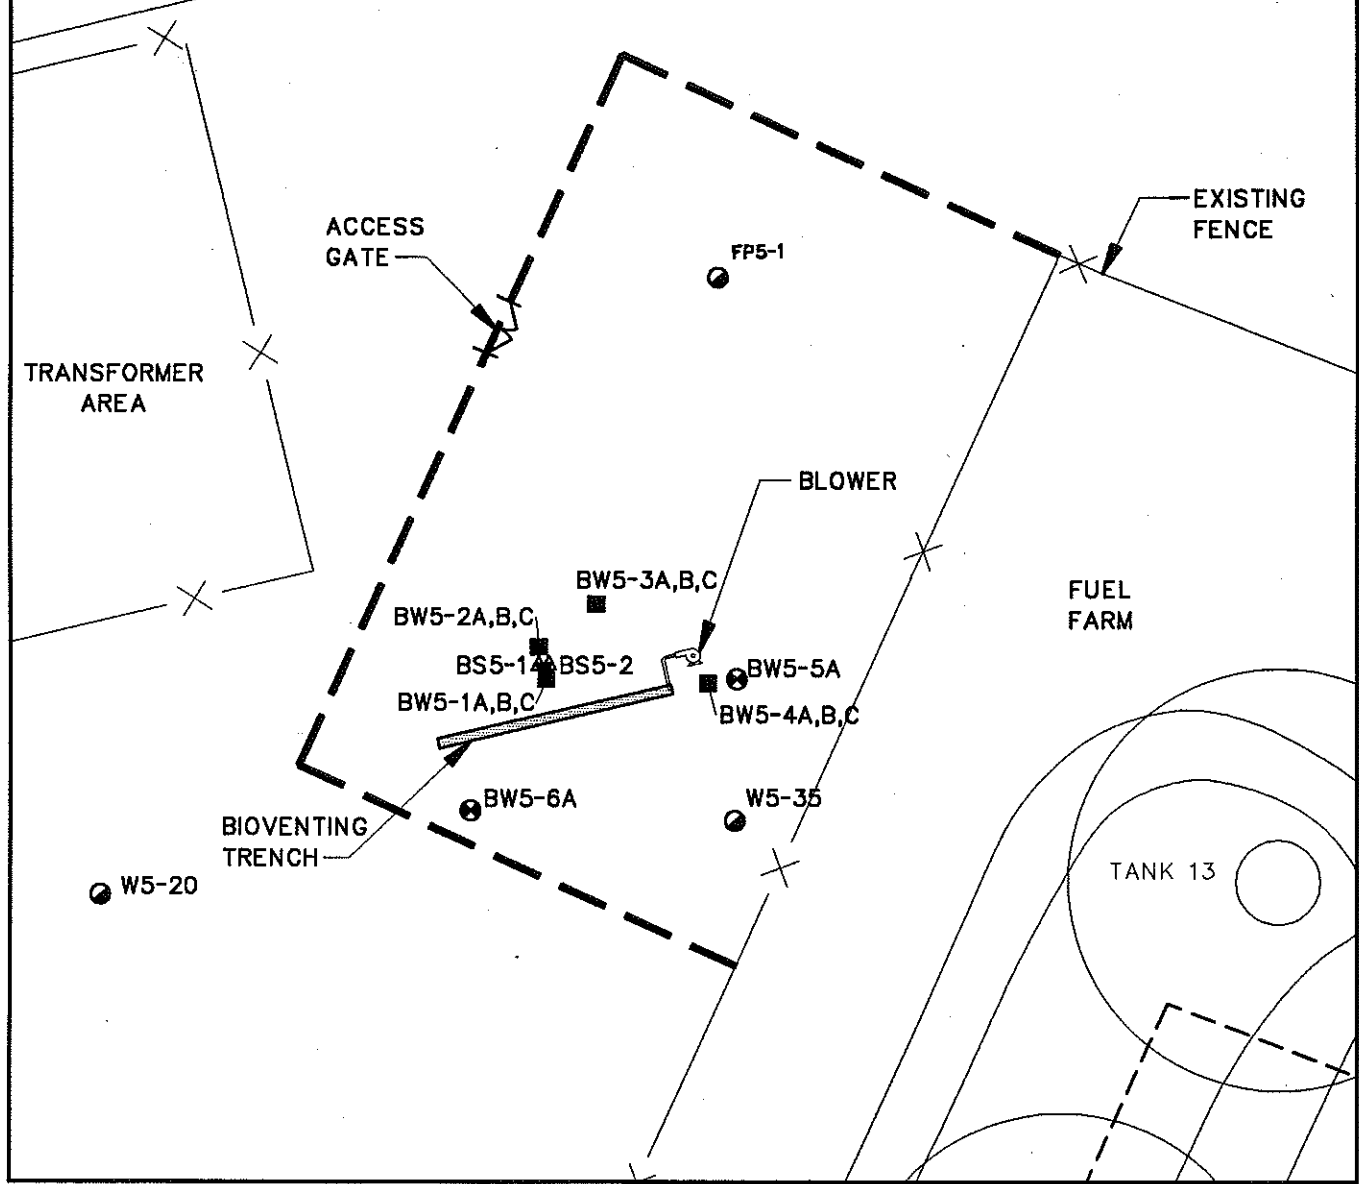 EXISTING
FENCE
ACCESS
GATE
FP5-1
TRANSFORMER
AREA
BLOWER
BW5-3A,B,C
FUEL
FARM
BW5-2A,B,C
BS5-1
BS5-2
BW5-5A
BW5-1A,B,C
BW5-4A,B,C
BW5-6A
W5-35
BIOVENTING
TRENCH
TANK 13
W5-20